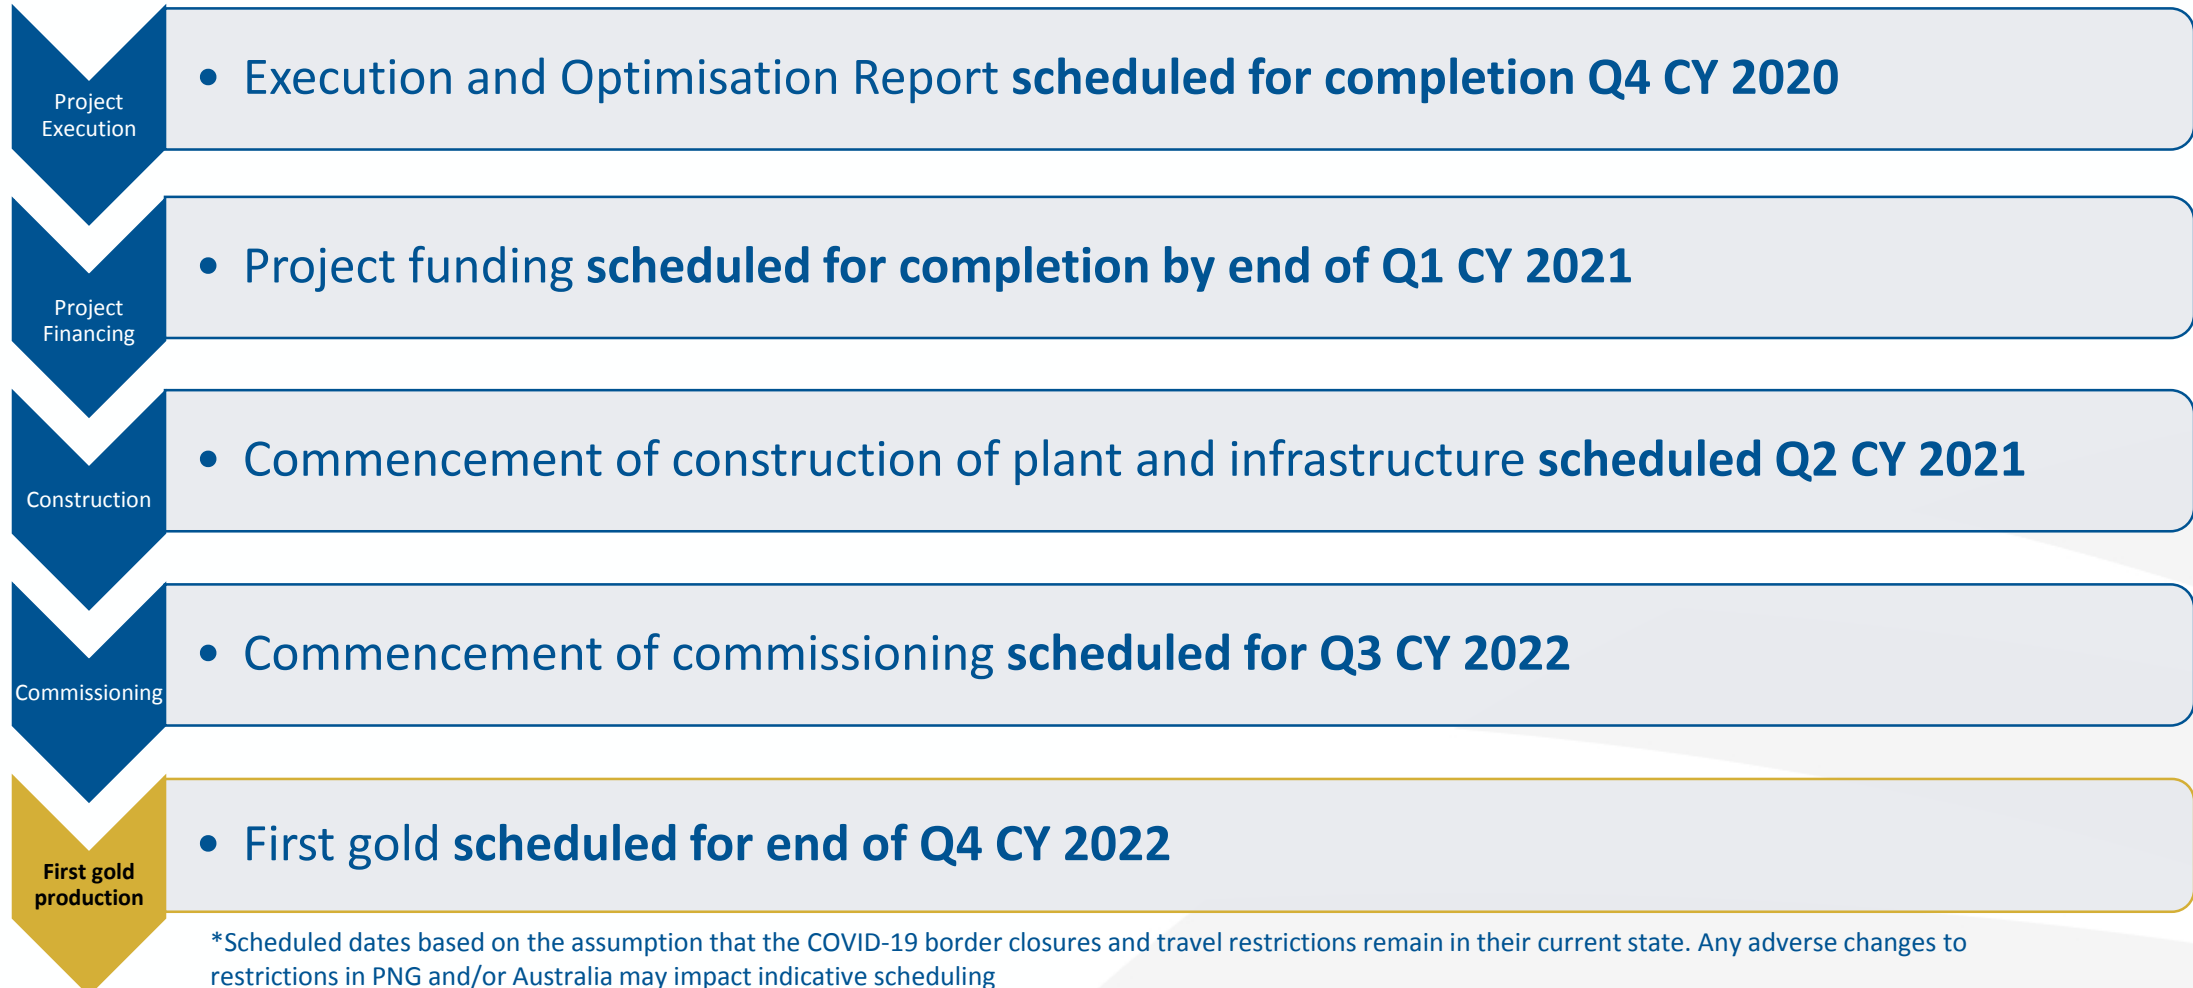 Project
Execution
• Execution and Optimisation Report scheduled for completion Q4 CY 2020
Project
Financing
• Project funding scheduled for completion by end of Q1 CY 2021
Construction
• Commencement of construction of plant and infrastructure scheduled Q2 CY 2021
Commissioning
• Commencement of commissioning scheduled for Q3 CY 2022
First gold
production
• First gold scheduled for end of Q4 CY 2022
*Scheduled dates based on the assumption that the COVID-19 border closures and travel restrictions remain in their current state. Any adverse changes to
restrictions in PNG and/or Australia may impact indicative scheduling